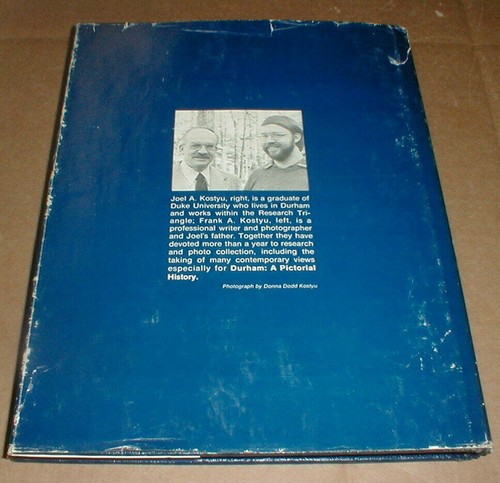 Joel A. Kostyu, right, is a graduate of
Duke University who lives in Durham
and works within the Research Tri-
angle; Frank A. Kostyu, left, is a
professional writer and photographer
and Joel's father. Together they have
devoted more than a year to research
and photo collection, including the
taking of many contemporary views
especially for Durham: A Pictorial
History.
Photograph by Donna Dodd Kostyu